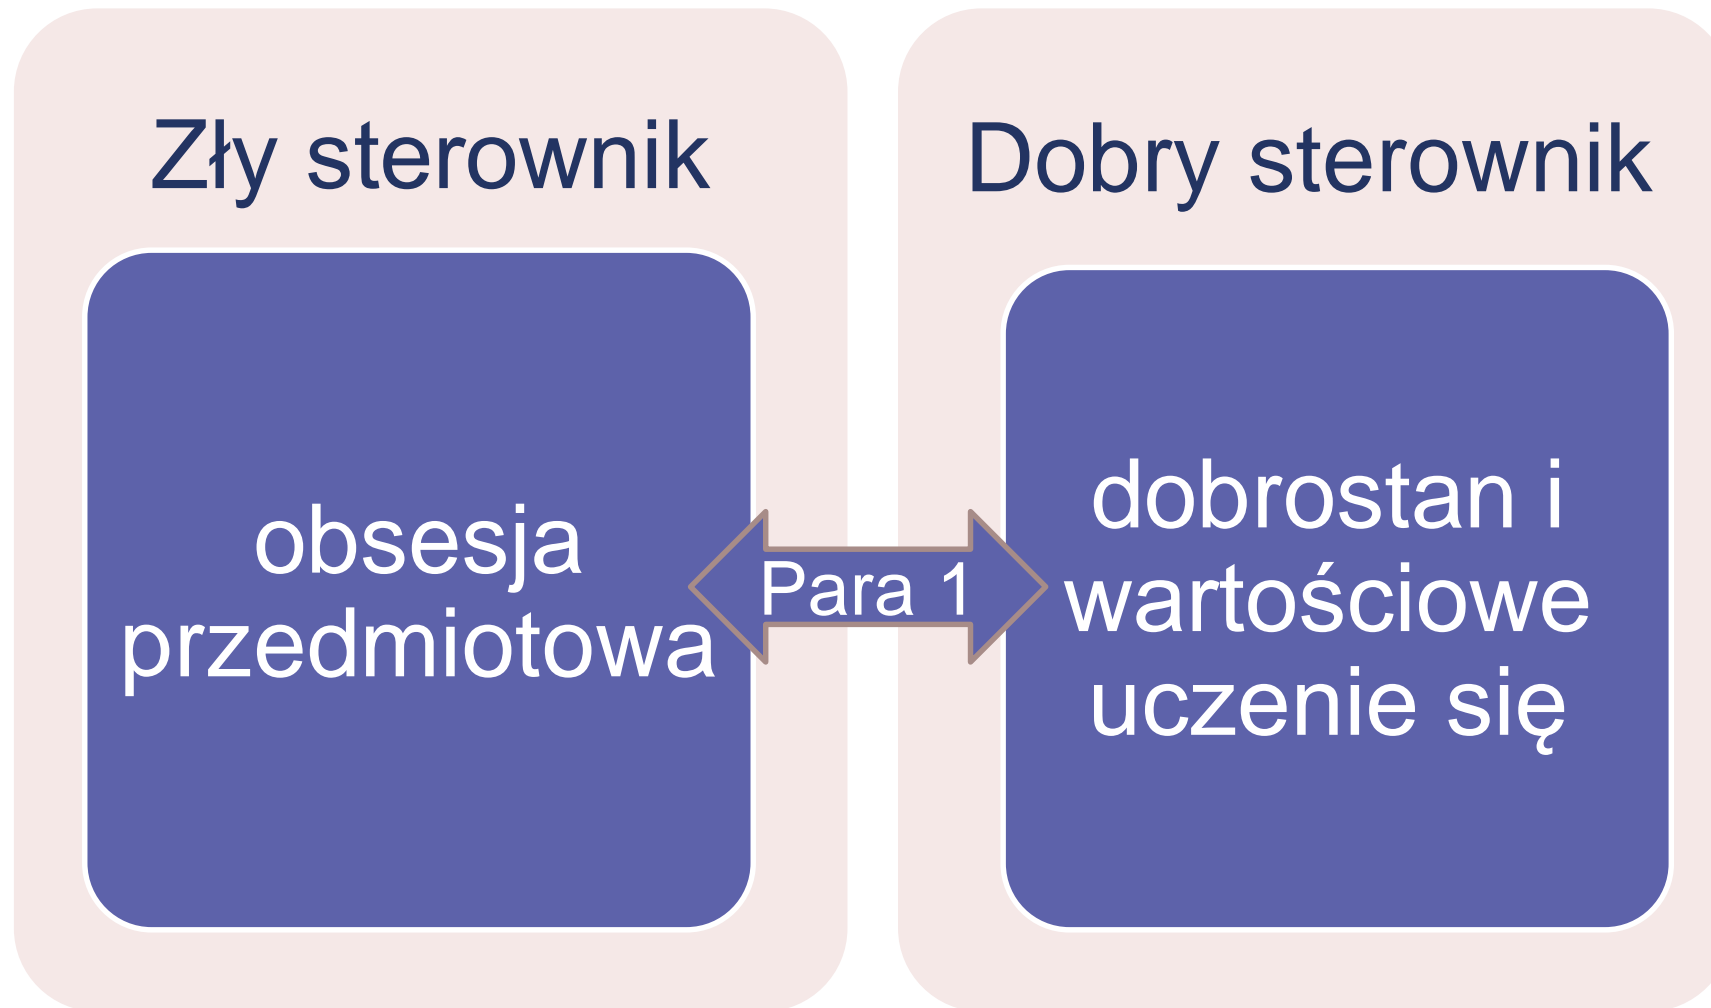 Zły sterownik
obsesja
przedmiotowa
Para 1
Dobry sterownik
dobrostan i
wartościowe
uczenie się